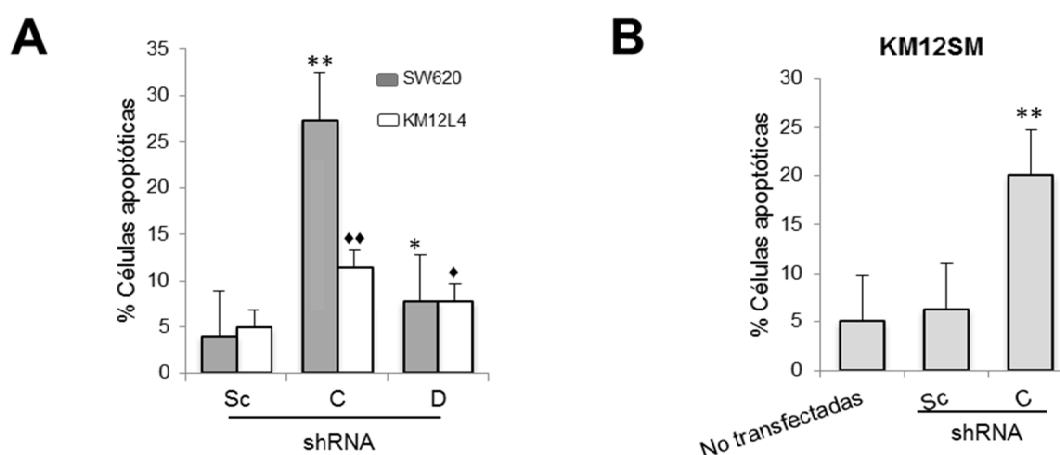 A
% Células apoptóticas
35
30
25
20
15
10
5
0
**
♦♦
*
♦
SW620
KM12L4
Sc C D
shRNA
B
KM12SM
% Células apoptóticas
30
25
20
15
10
5
0
**
No transfectadas Sc C
shRNA